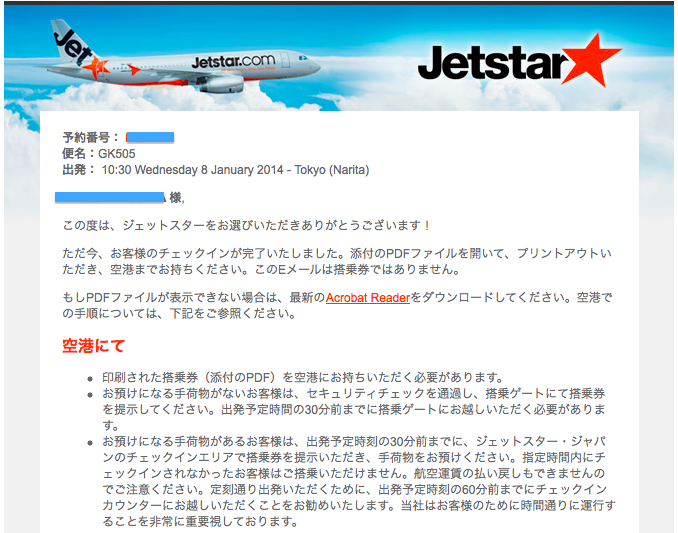 Jet
Jetstar.com
Jetstar
予約番号：
便名：GK505
出発： 10:30 Wednesday 8 January 2014 - Tokyo (Narita)
様,
この度は、ジェットスターをお選びいただきありがとうございます！
ただ今、お客様のチェックインが完了いたしました。添付のPDFファイルを開いて、プリントアウトい
ただき、空港までお持ちください。このEメールは搭乗券ではありません。
もしPDFファイルが表示できない場合は、最新のAcrobat Readerをダウンロードしてください。空港で
の手順については、下記をご参照ください。
空港にて
印刷された搭乗券（添付のPDF）を空港にお持ちいただく必要があります。
お預けになる手荷物がないお客様は、セキュリティチェックを通過し、搭乗ゲートにて搭乗券
を提示してください。出発予定時間の30分前までに搭乗ゲートにお越しいただく必要がありま
す。
お預けになる手荷物があるお客様は、出発予定時刻の30分前までに、ジェットスター・ジャパ
ンのチェックインエリアで搭乗券を提示いただき、手荷物をお預けください。指定時間内にチ
ェックインされなかったお客様はご搭乗いただけません。航空運賃の払い戻しもできませんの
でご注意ください。定刻通り出発いただくために、出発予定時刻の60分前までにチェックイン
カウンターにお越しいただくことをお勧めいたします。当社はお客様のために時間通りに運行す
ることを非常に重要視しております。